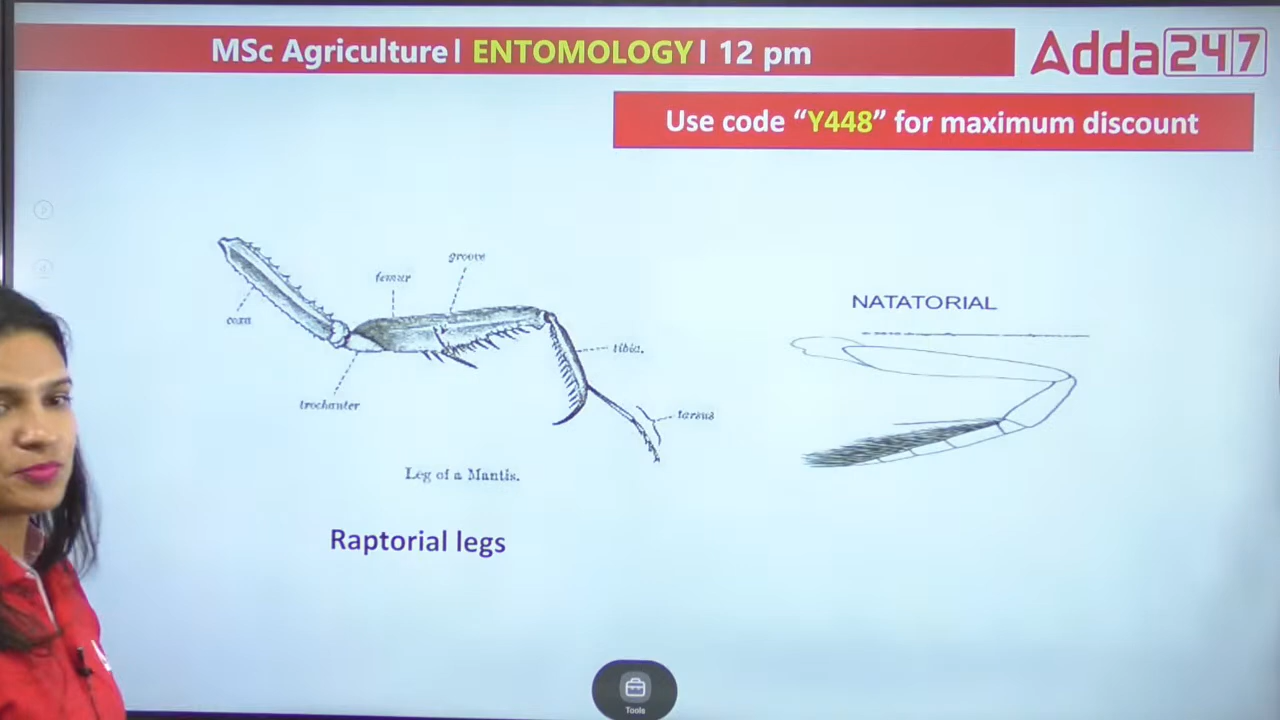 MSc Agriculture| ENTOMOLOGY| 12 pm
Adda247
Use code “Y448” for maximum discount
groove
femur
coxa
NATATORIAL
tibia.
trochanter
tarsus
Leg of a Mantis.
Raptorial legs
Tools